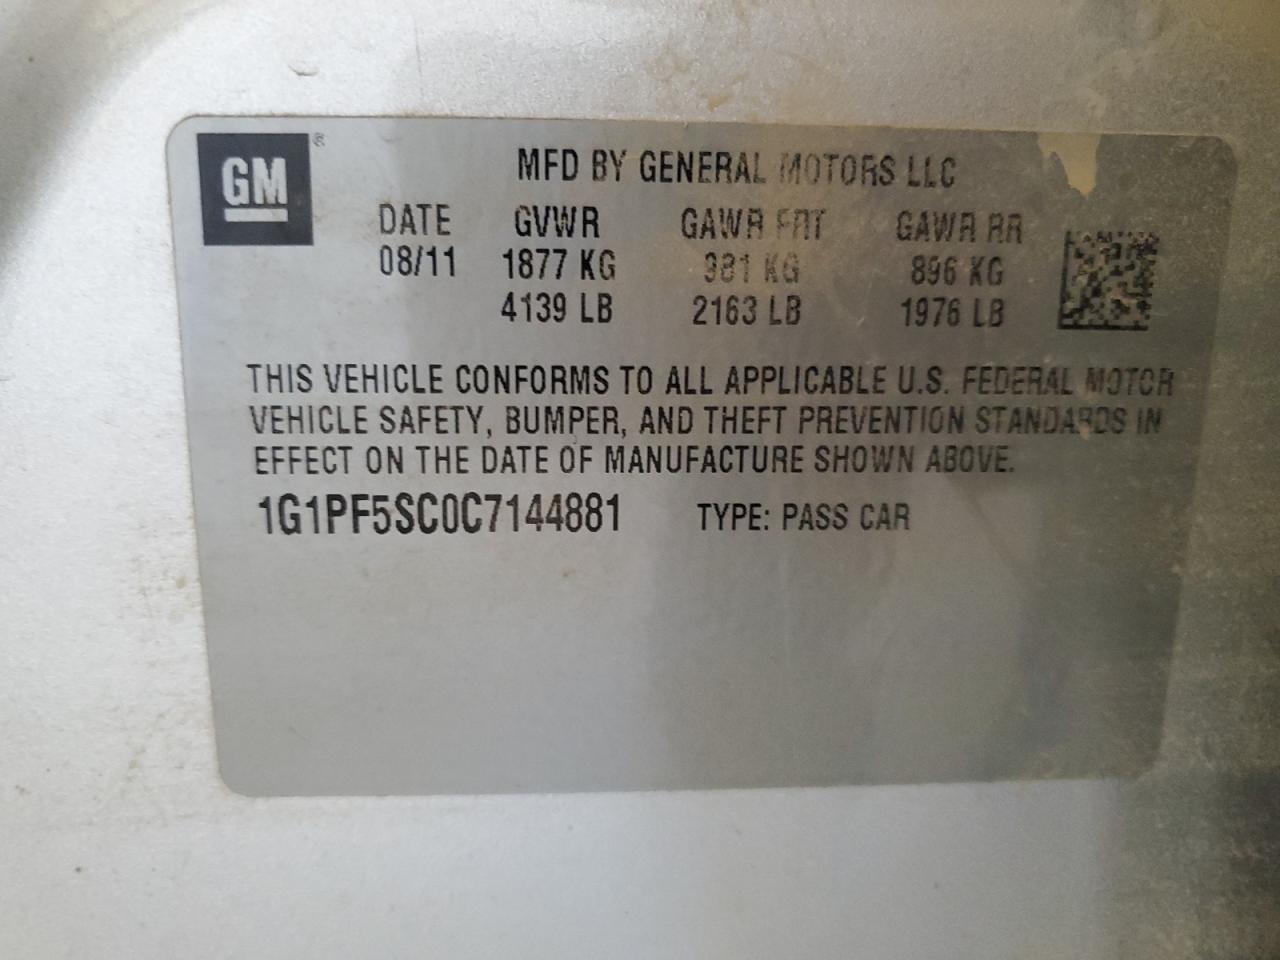 GM ®
MFD BY GENERAL MOTORS LLC
DATE GVWR GAWR FRT GAWR RR
08/11 1877 KG 981 KG 896 KG
4139 LB 2163 LB 1976 LB
THIS VEHICLE CONFORMS TO ALL APPLICABLE U.S. FEDERAL MOTOR
VEHICLE SAFETY, BUMPER, AND THEFT PREVENTION STANDARDS IN
EFFECT ON THE DATE OF MANUFACTURE SHOWN ABOVE.
1G1PF5SC0C7144881 TYPE: PASS CAR